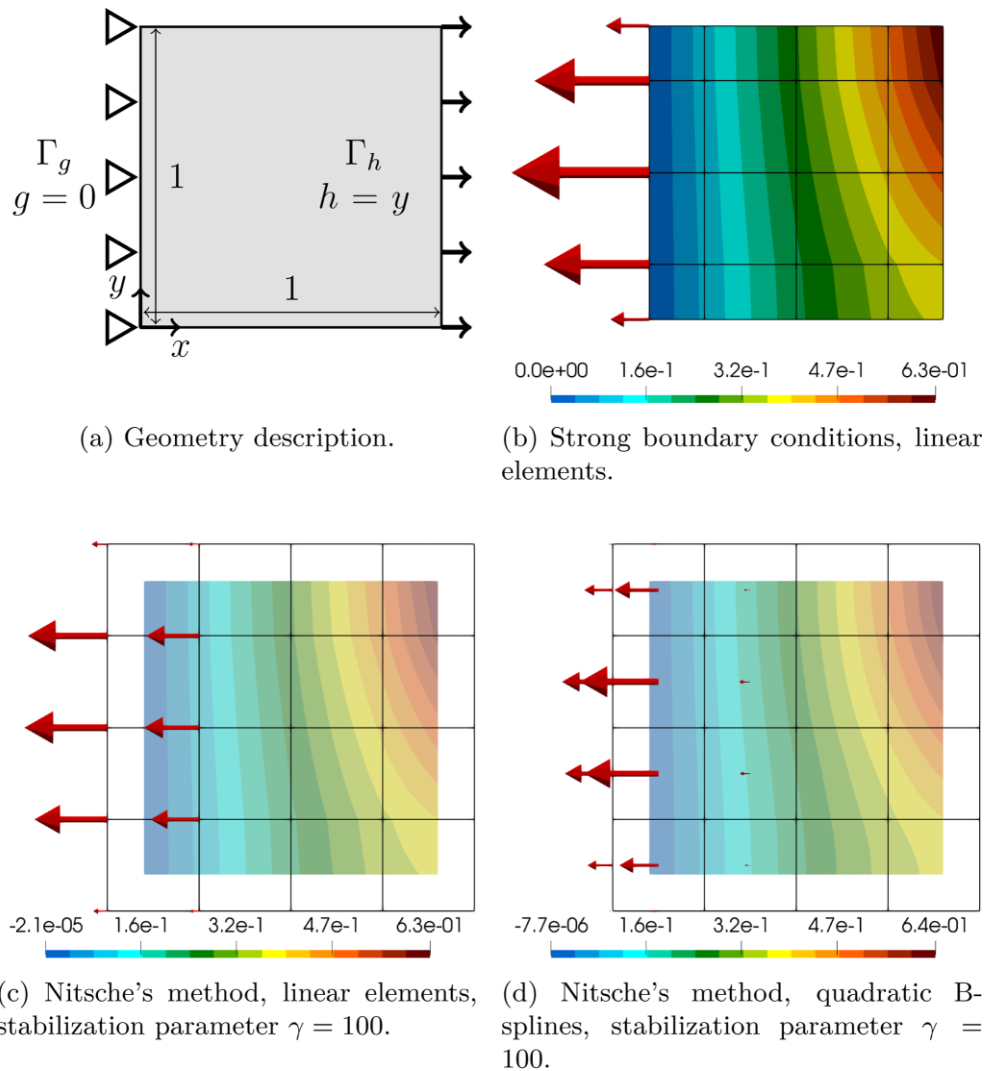 Γ_g
g = 0
Γ_h
h = y
1
1
y
x
0.0e+00 1.6e-1 3.2e-1 4.7e-1 6.3e-01
(a) Geometry description.
(b) Strong boundary conditions, linear
elements.
-2.1e-05 1.6e-1 3.2e-1 4.7e-1 6.3e-01
-7.7e-06 1.6e-1 3.2e-1 4.7e-1 6.4e-01
(c) Nitsche's method, linear elements,
stabilization parameter γ = 100.
(d) Nitsche's method, quadratic B-
splines, stabilization parameter γ =
100.